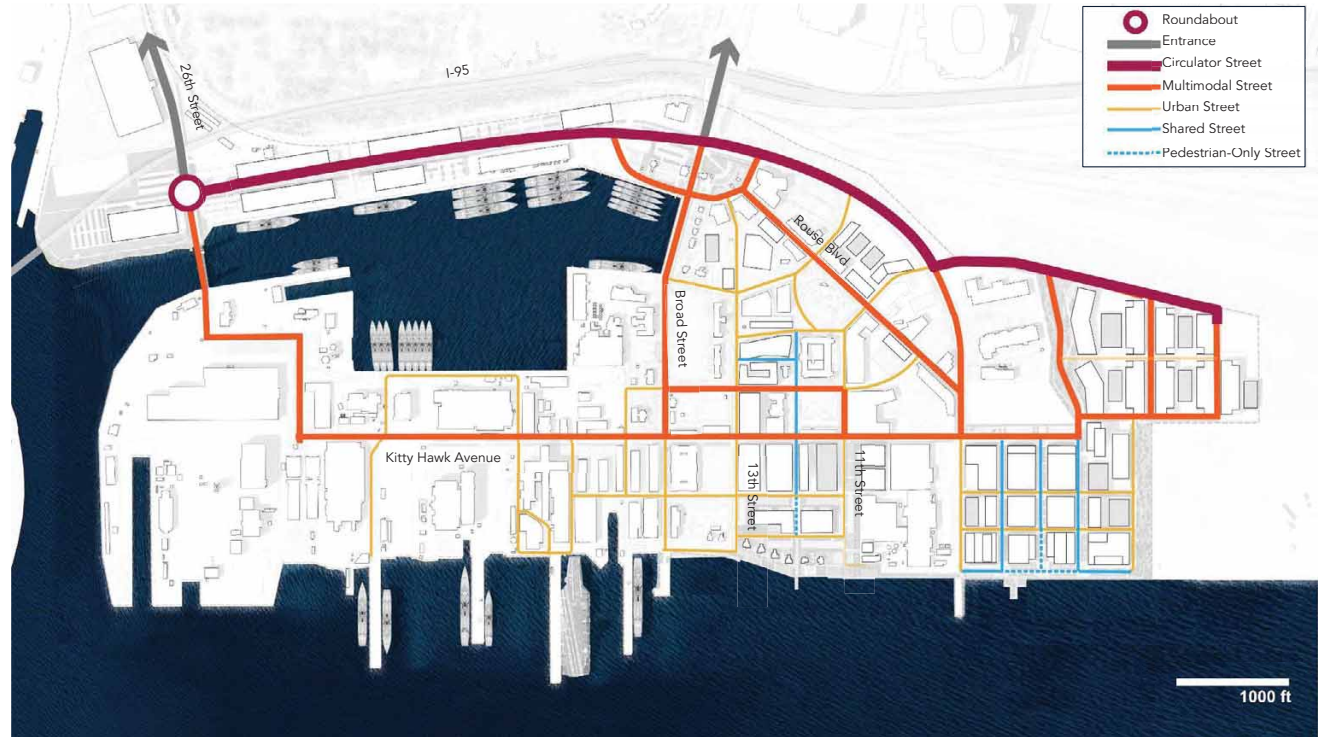 Roundabout
Entrance
Circulator Street
Multimodal Street
Urban Street
Shared Street
Pedestrian-Only Street
26th Street
I-95
Rouse Blvd
Broad Street
Kitty Hawk Avenue
13th Street
11th Street
1000 ft